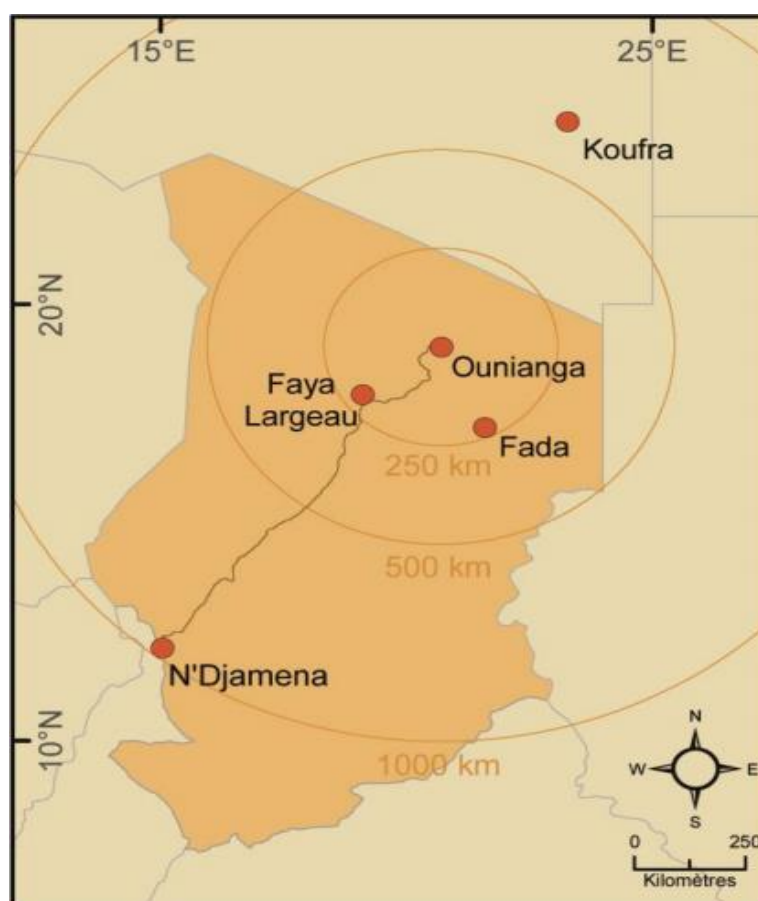 15°E
25°E
Koufra
20°N
Ounianga
Faya
Largeau
Fada
250 km
500 km
N'Djamena
10°N
1000 km
N
W
E
S
0
250
Kilomètres